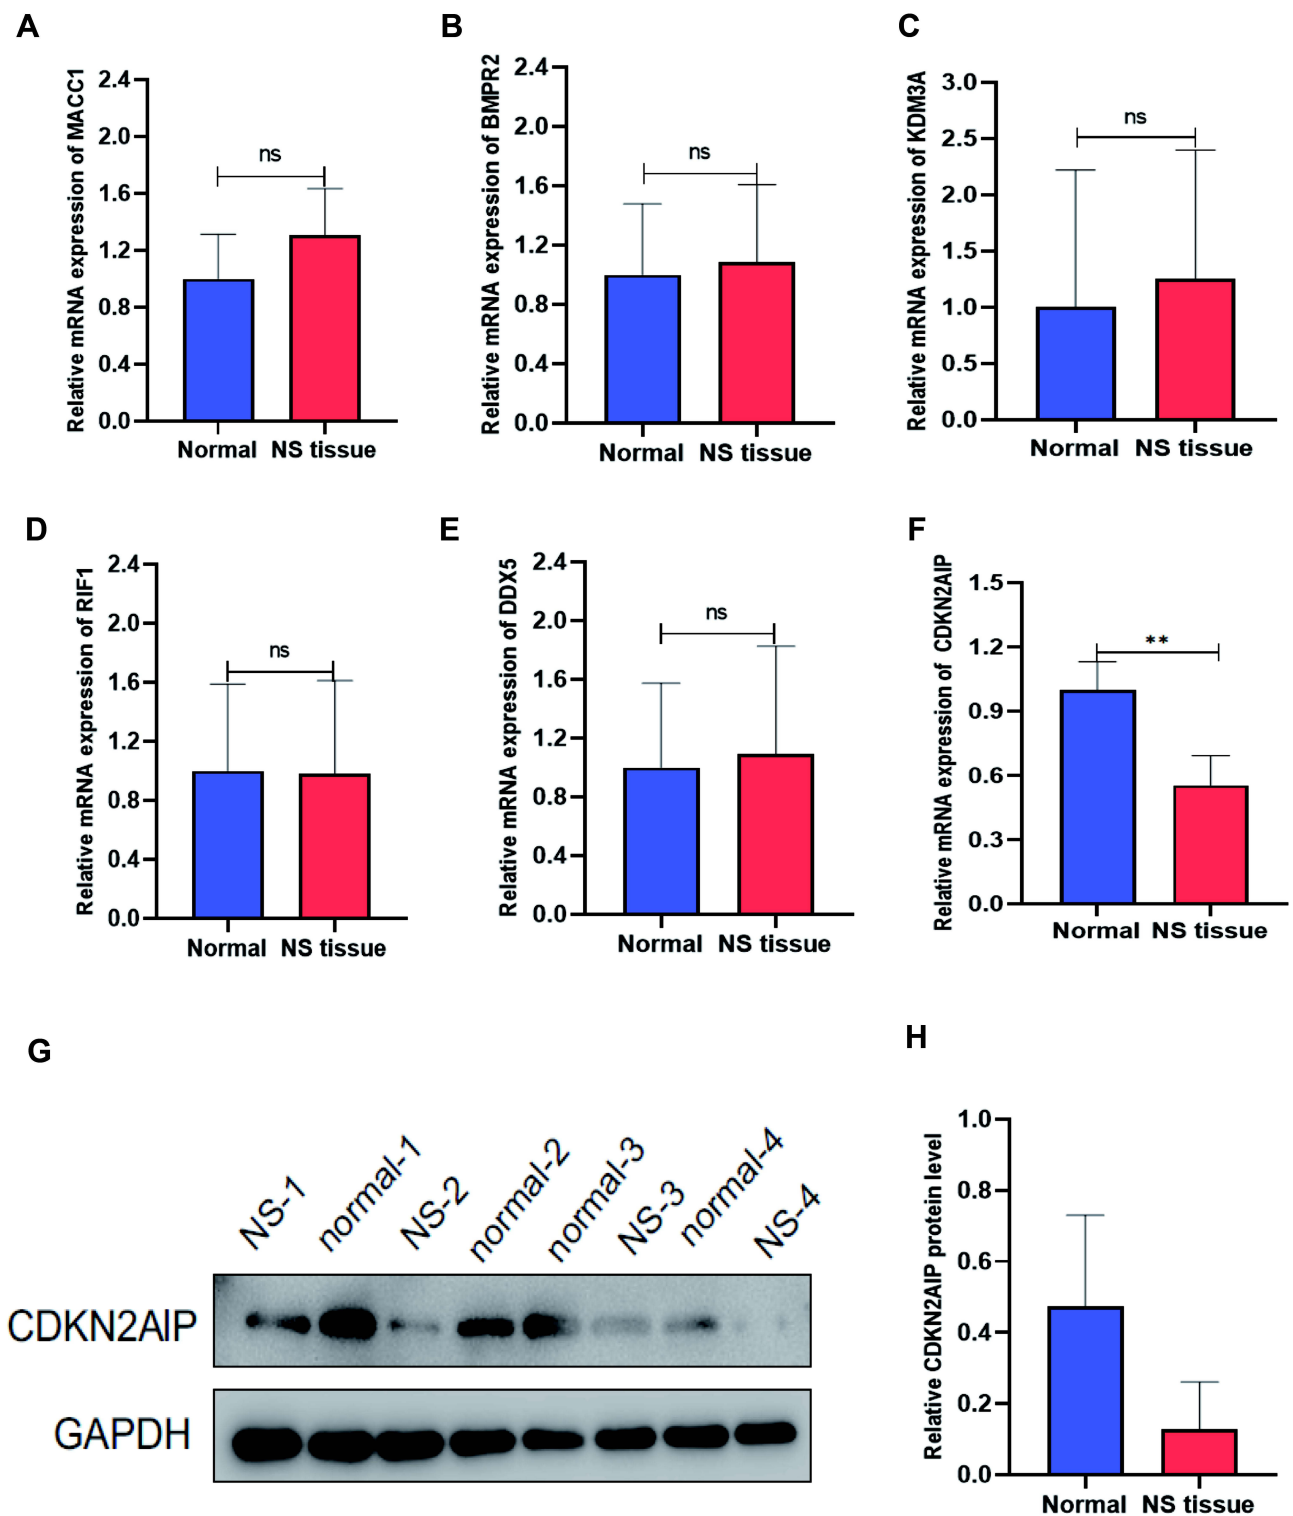 A
Relative mRNA expression of MACC1
2.4
2.0
1.6
1.2
0.8
0.4
0.0
ns
Normal NS tissue
B
Relative mRNA expression of BMPR2
2.4
2.0
1.6
1.2
0.8
0.4
0.0
ns
Normal NS tissue
C
Relative mRNA expression of KDM3A
3.0
2.5
2.0
1.5
1.0
0.5
0.0
ns
Normal NS tissue
D
Relative mRNA expression of RIF1
2.4
2.0
1.6
1.2
0.8
0.4
0.0
ns
Normal NS tissue
E
Relative mRNA expression of DDX5
2.4
2.0
1.6
1.2
0.8
0.4
0.0
ns
Normal NS tissue
F
Relative mRNA expression of CDKN2AIP
1.5
1.2
0.9
0.6
0.3
0.0
**
Normal NS tissue
G
NS-1
normal-1
NS-2
normal-2
normal-3
NS-3
normal-4
NS-4
CDKN2AIP
GAPDH
H
Relative CDKN2AIP protein level
1.0
0.8
0.6
0.4
0.2
0.0
Normal NS tissue